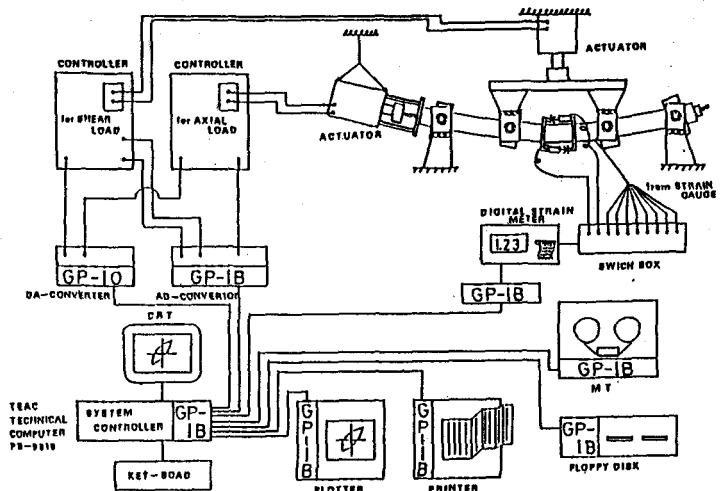 CONTROLLER
CONTROLLER
ACTUATOR
for SHEAR
LOAD
for AXIAL
LOAD
ACTUATOR
from STRAIN
GAUGE
DIGITAL STRAIN
METER
1.23
SWICH BOX
GP-IO
GP-IB
DA-CONVERTER
AD-CONVERTOR
GP-IB
CRT
GP-IB
MT
TEAC
TECHNICAL
COMPUTER
SYSTEM
CONTROLLER
GP-
IB
GP-IB
GP-IB
GP-
IB
FLOPPY DISK
KEY-BOAD
PLOTTER
PRINTER